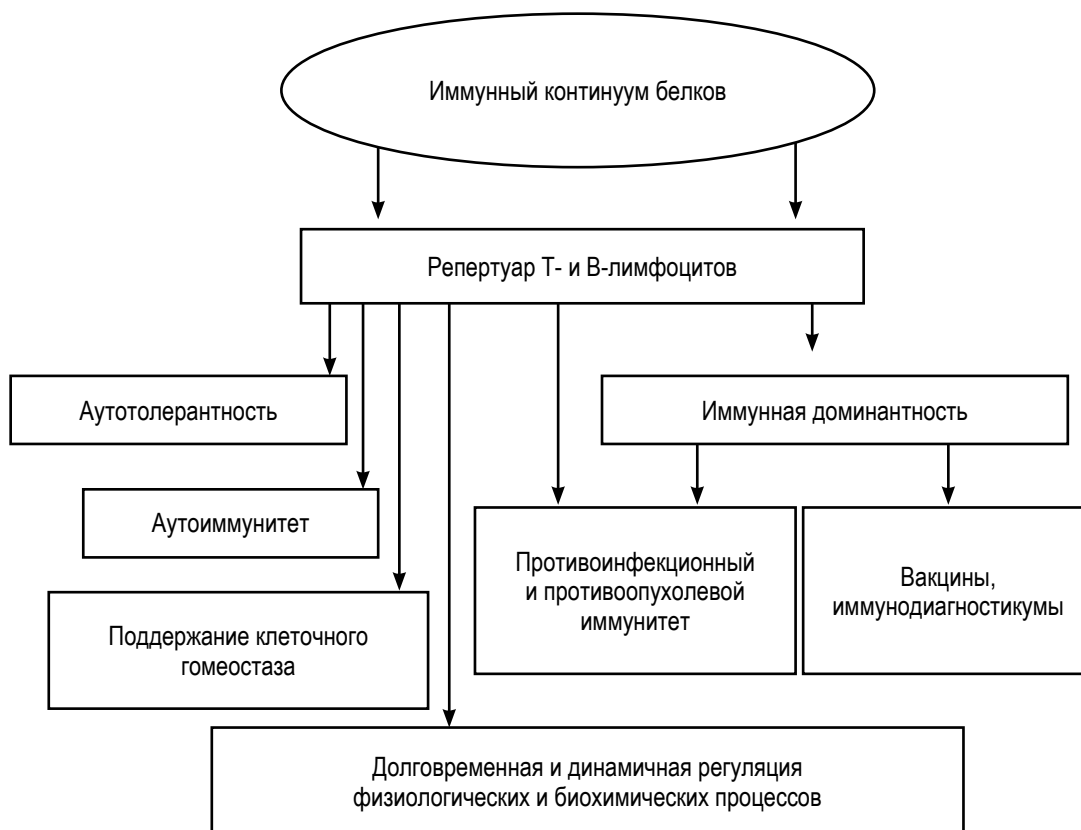 Иммунный континуум белков
Репертуар Т- и В-лимфоцитов
Аутотолерантность
Иммунная доминантность
Аутоиммунитет
Противоинфекционный
и противоопухолевой
иммунитет
Вакцины,
иммунодиагностикумы
Поддержание клеточного
гомеостаза
Долговременная и динамичная регуляция
физиологических и биохимических процессов